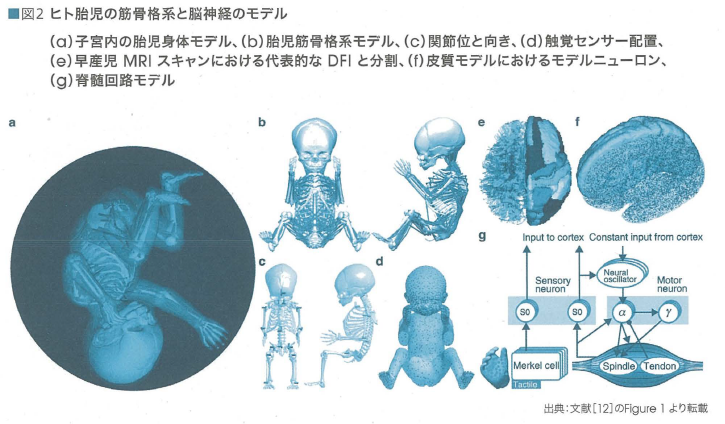 ■図2 ヒト胎児の筋骨格系と脳神経のモデル
(a)子宮内の胎児身体モデル、(b)胎児筋骨格系モデル、(c)関節位と向き、(d)触覚センサー配置、
(e)早産児 MRI スキャンにおける代表的な DFI と分割、(f)皮質モデルにおけるモデルニューロン、
(g)脊髄回路モデル
a
b
e
f
g
Input to cortex
Constant input from cortex
c
d
Sensory
neuron
Neural
oscillator
Motor
neuron
S0
S0
α
γ
Merkel cell
Tactile
Spindle
Tendon
出典:文献[12]のFigure 1 より転載